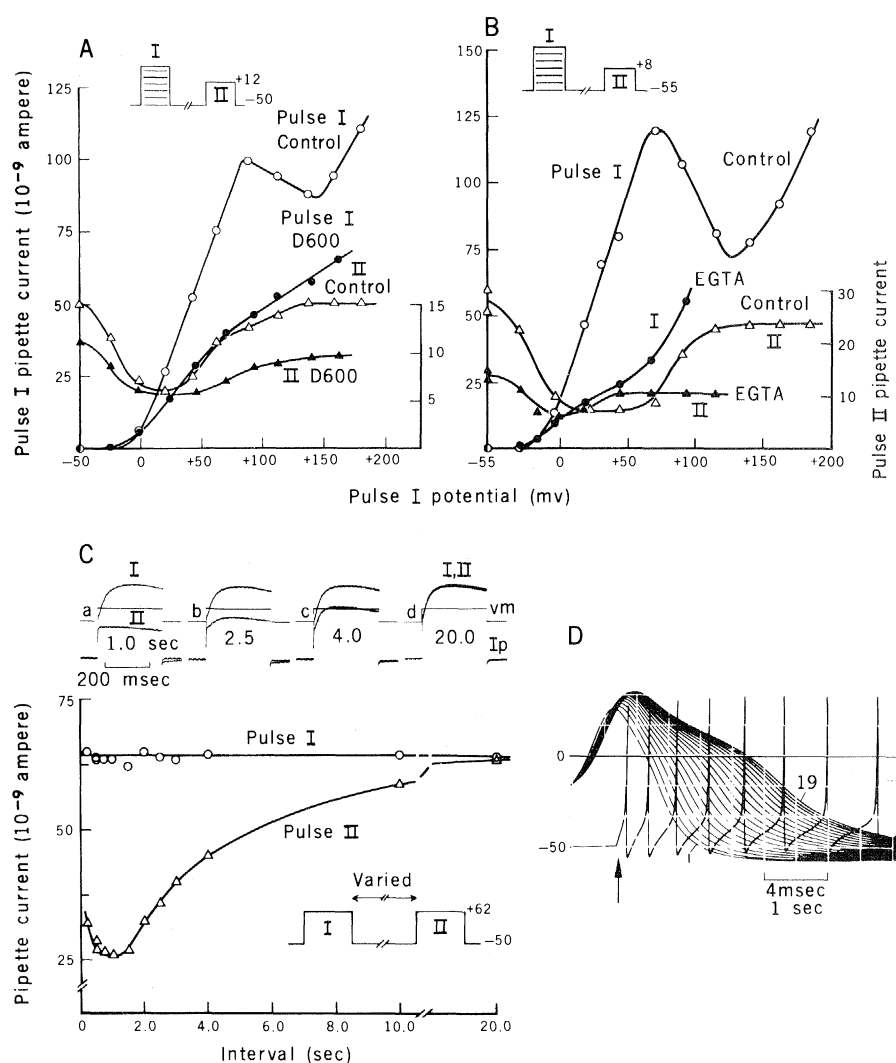 A
I
II
+12
-50
125
100
75
50
25
Pulse I
Control
Pulse I
D600
II
Control
II D600
15
10
5
-50
0
+50
+100
+150
+200
Pulse I pipette current (10⁻⁹ ampere)
B
I
II
+8
-55
150
125
100
75
50
25
0
Pulse I
Control
EGTA
I
Control
II
EGTA
II
30
20
10
-55
0
+50
+100
+150
+200
Pulse II pipette current
Pulse I potential (mv)
C
I
II
I,II
a
b
c
d
vm
Ip
1.0 sec
2.5
4.0
20.0
200 msec
75
50
25
Pulse I
Pulse II
Varied
I
II
+62
-50
0
2.0
4.0
6.0
8.0
10.0
20.0
Pipette current (10⁻⁹ ampere)
Interval (sec)
D
0
-50
19
1
4msec
1 sec